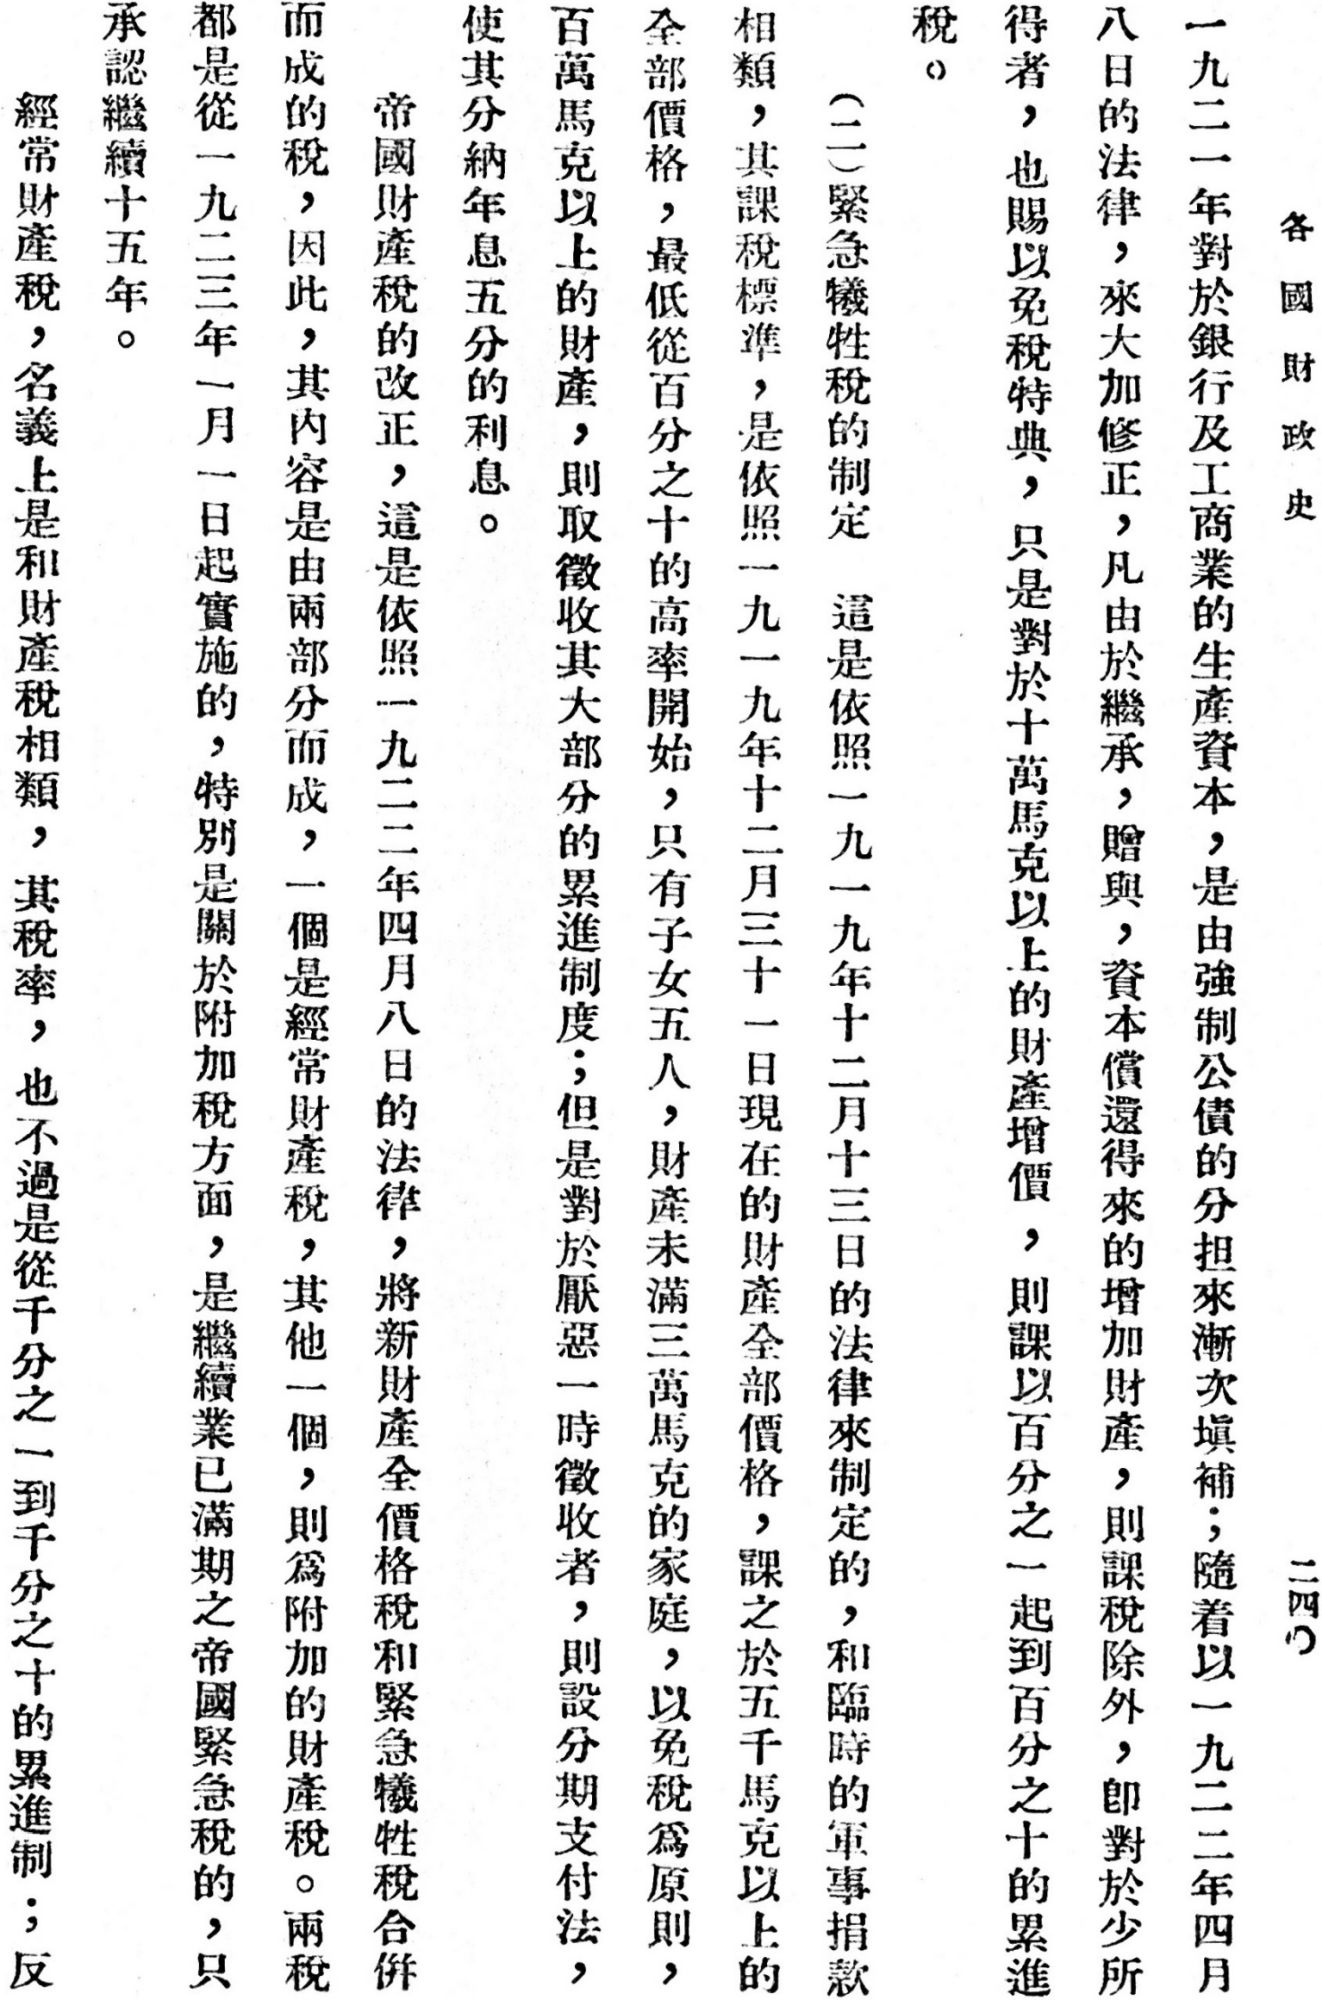 各國財政史
二四〇
一九二一年對於銀行及工商業的生產資本，是由強制公債的分担來漸次塡補；隨着以一九二二年四月
八日的法律，來大加修正，凡由於繼承，贈與，資本償還得來的增加財產，則課稅除外，卽對於少所
得者，也賜以免稅特典，只是對於十萬馬克以上的財產增價，則課以百分之一起到百分之十的累進
稅。
（二）緊急犧牲稅的制定　這是依照一九一九年十二月十三日的法律來制定的，和臨時的軍事捐款
相類，其課稅標準，是依照一九一九年十二月三十一日現在的財產全部價格，課之於五千馬克以上的
全部價格，最低從百分之十的高率開始，只有子女五人，財產未滿三萬馬克的家庭，以免稅爲原則，
百萬馬克以上的財產，則取徵收其大部分的累進制度；但是對於厭惡一時徵收者，則設分期支付法，
使其分納年息五分的利息。
帝國財產稅的改正，這是依照一九二二年四月八日的法律，將新財產全價格稅和緊急犧牲稅合併
而成的稅，因此，其內容是由兩部分而成，一個是經常財產稅，其他一個，則爲附加的財產稅。兩稅
都是從一九二三年一月一日起實施的，特別是關於附加稅方面，是繼續業已滿期之帝國緊急稅的，只
承認繼續十五年。
經常財產稅，名義上是和財產稅相類，其稅率，也不過是從千分之一到千分之十的累進制；反